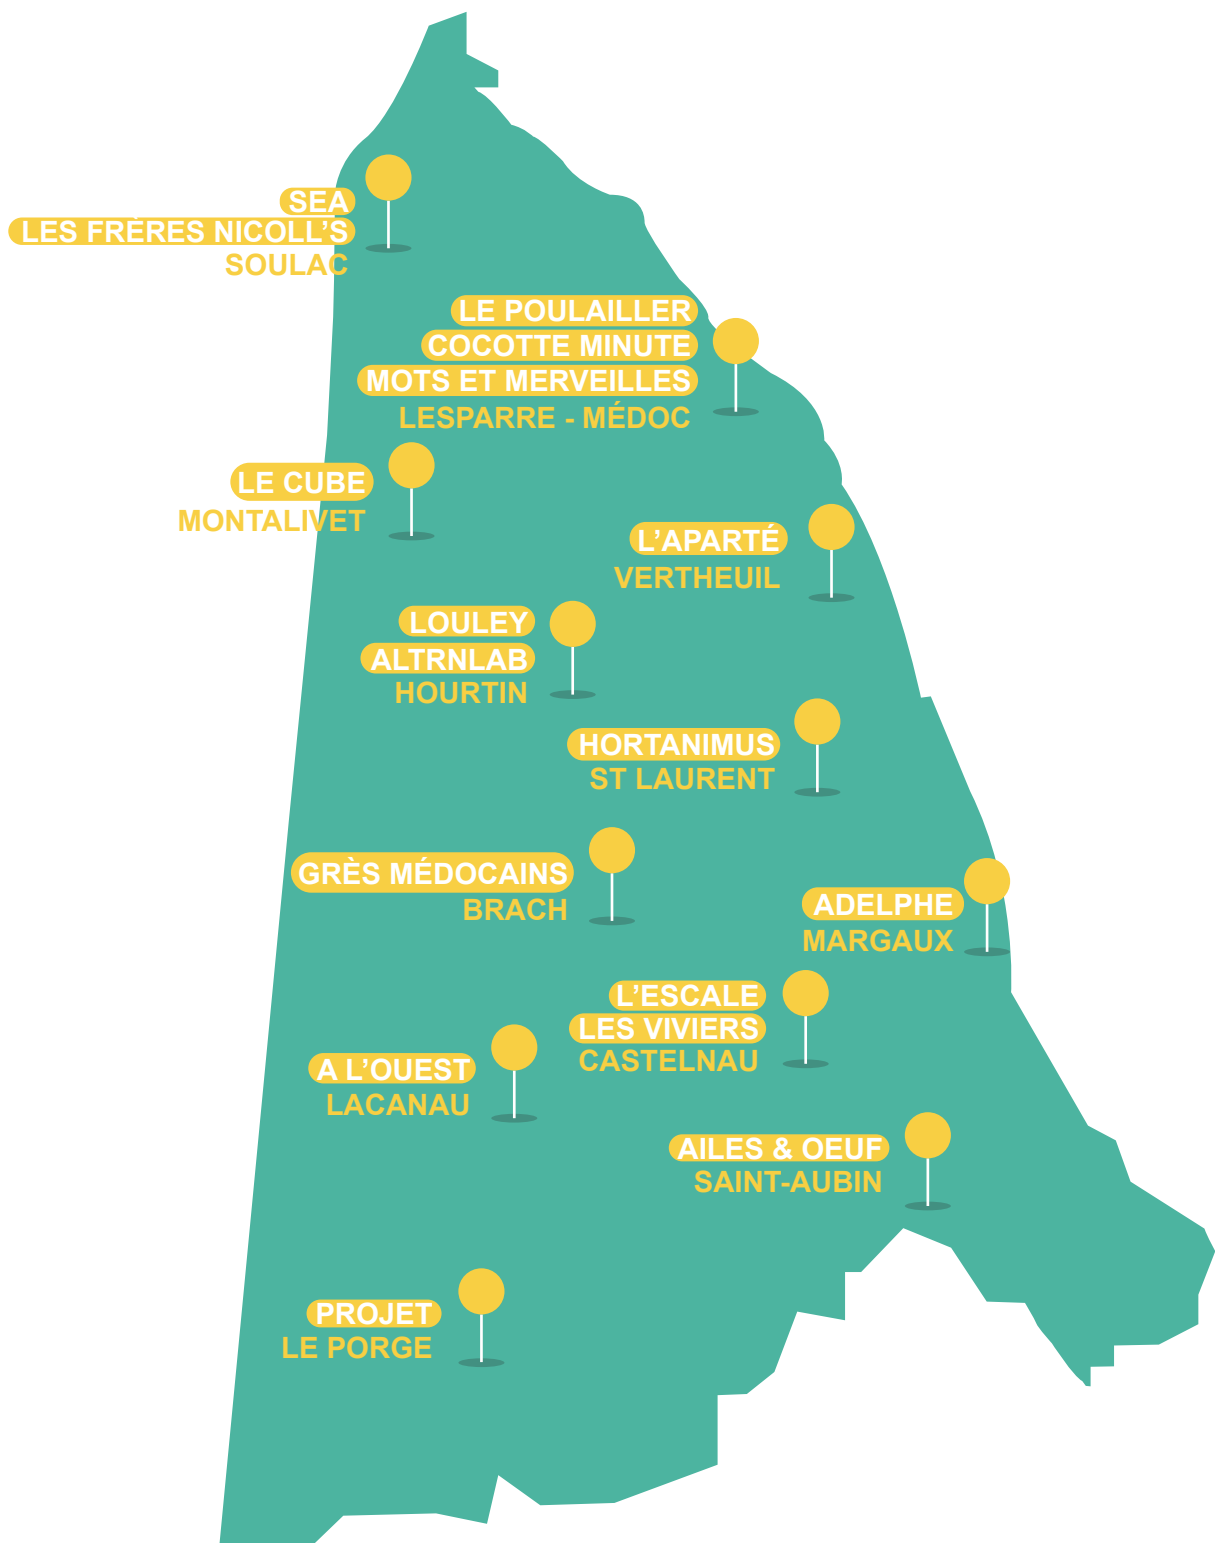 SEA
LES FRÈRES NICOLL'S
SOULAC
LE POULAILLER
COCOTTE MINUTE
MOTS ET MERVEILLES
LESPARRE - MÉDOC
LE CUBE
MONTALIVET
L'APARTÉ
VERTHEUIL
LOULEY
ALTRNLAB
HOURTIN
HORTANIMUS
ST LAURENT
GRÈS MÉDOCAINS
BRACH
ADELPHE
MARGAUX
L'ESCALE
LES VIVIERS
CASTELNAU
A L'OUEST
LACANAU
AILES & OEUF
SAINT-AUBIN
PROJET
LE PORGE